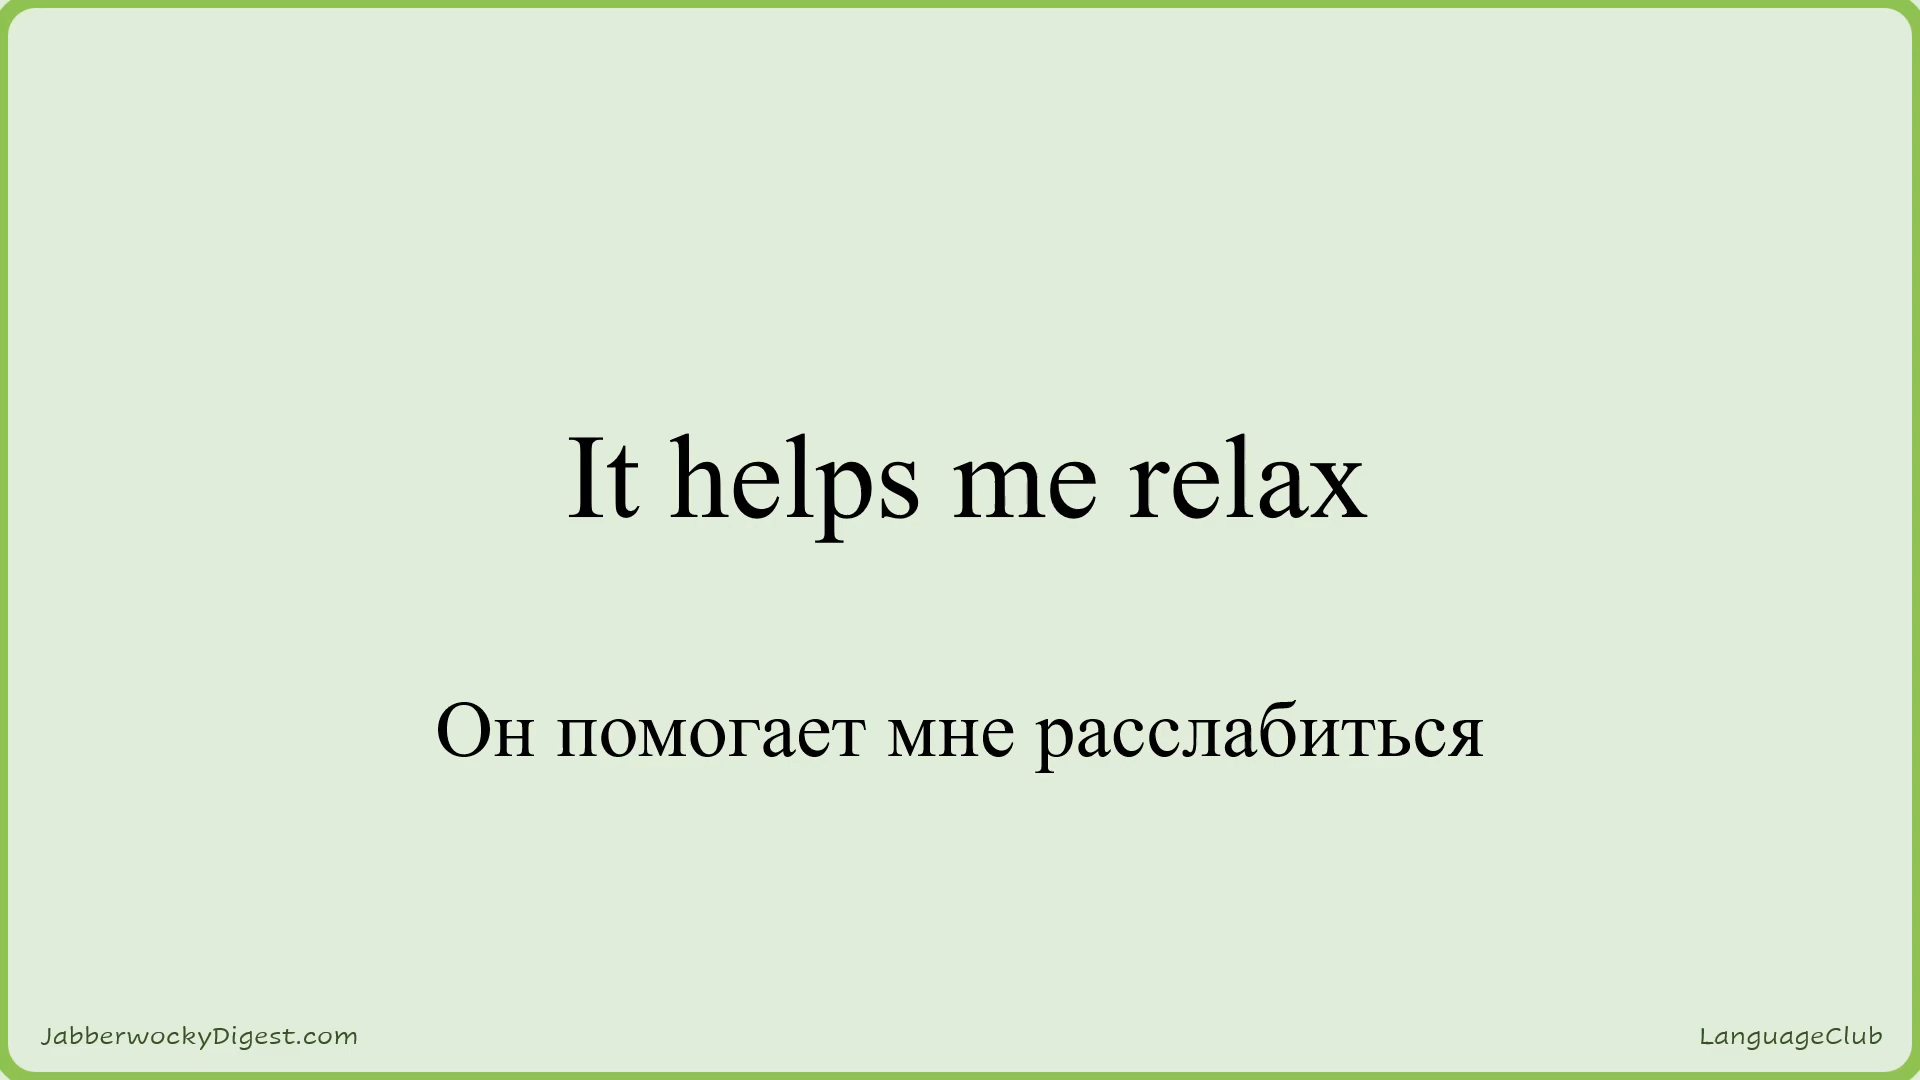 It helps me relax
Он помогает мне расслабиться
JabberwockyDigest.com
LanguageClub